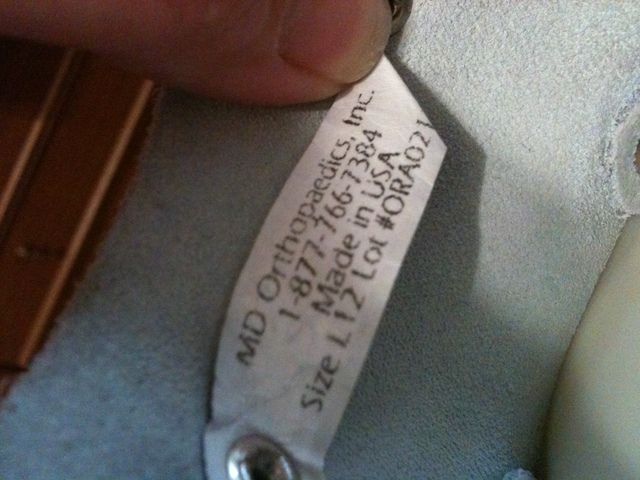 MD Orthopaedics, Inc.
1-877-766-7384
Made in USA
Size L12 Lot #ORA021